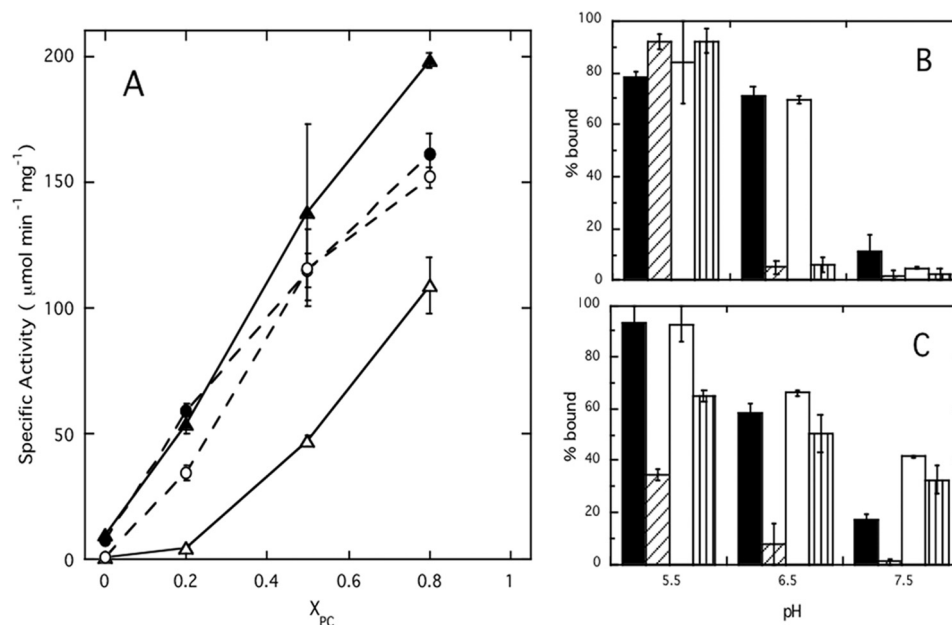 A
200
150
100
50
0
Specific Activity ( μmol min⁻¹ mg⁻¹)
0 0.2 0.4 0.6 0.8 1
X_PC
B
80
60
40
20
0
% bound
C
100
80
60
40
20
0
% bound
5.5 6.5 7.5
pH